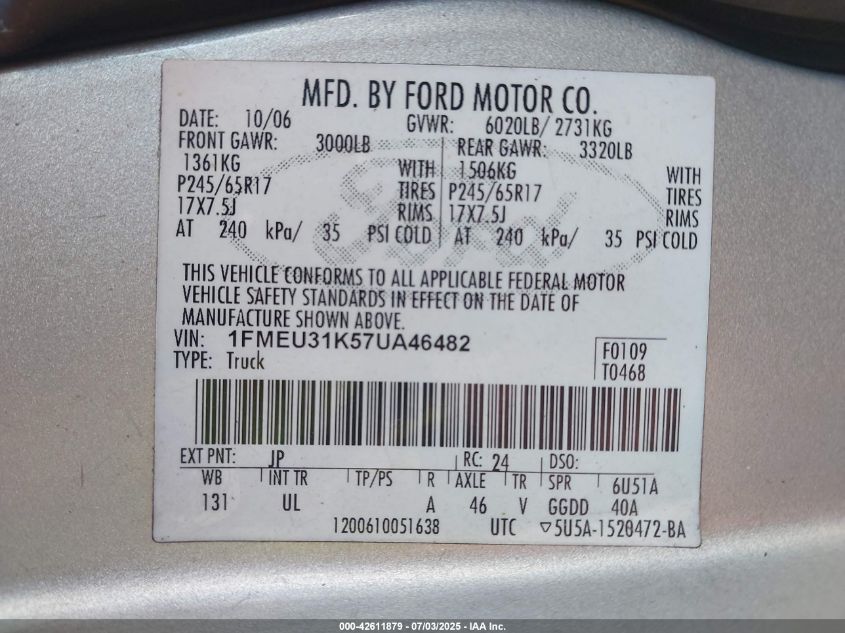 MFD. BY FORD MOTOR CO.
DATE: 10/06 GVWR: 6020LB/ 2731KG
FRONT GAWR: 3000LB REAR GAWR: 3320LB
1361KG WITH 1506KG WITH
P245/65R17 TIRES P245/65R17 TIRES
17X7.5J RIMS 17X7.5J RIMS
AT 240 kPa/ 35 PSI COLD AT 240 kPa/ 35 PSI COLD
Ford
THIS VEHICLE CONFORMS TO ALL APPLICABLE FEDERAL MOTOR
VEHICLE SAFETY STANDARDS IN EFFECT ON THE DATE OF
MANUFACTURE SHOWN ABOVE.
VIN: 1FMEU31K57UA46482
TYPE: Truck
F0109
T0468
EXT PNT: JP RC: 24 DSO:
WB INT TR TP/PS R AXLE TR SPR 6U51A
131 UL A 46 V GGDD 40A
1200610051638 UTC ▽5U5A-1520472-BA
000-42611879 - 07/03/2025 - IAA Inc.